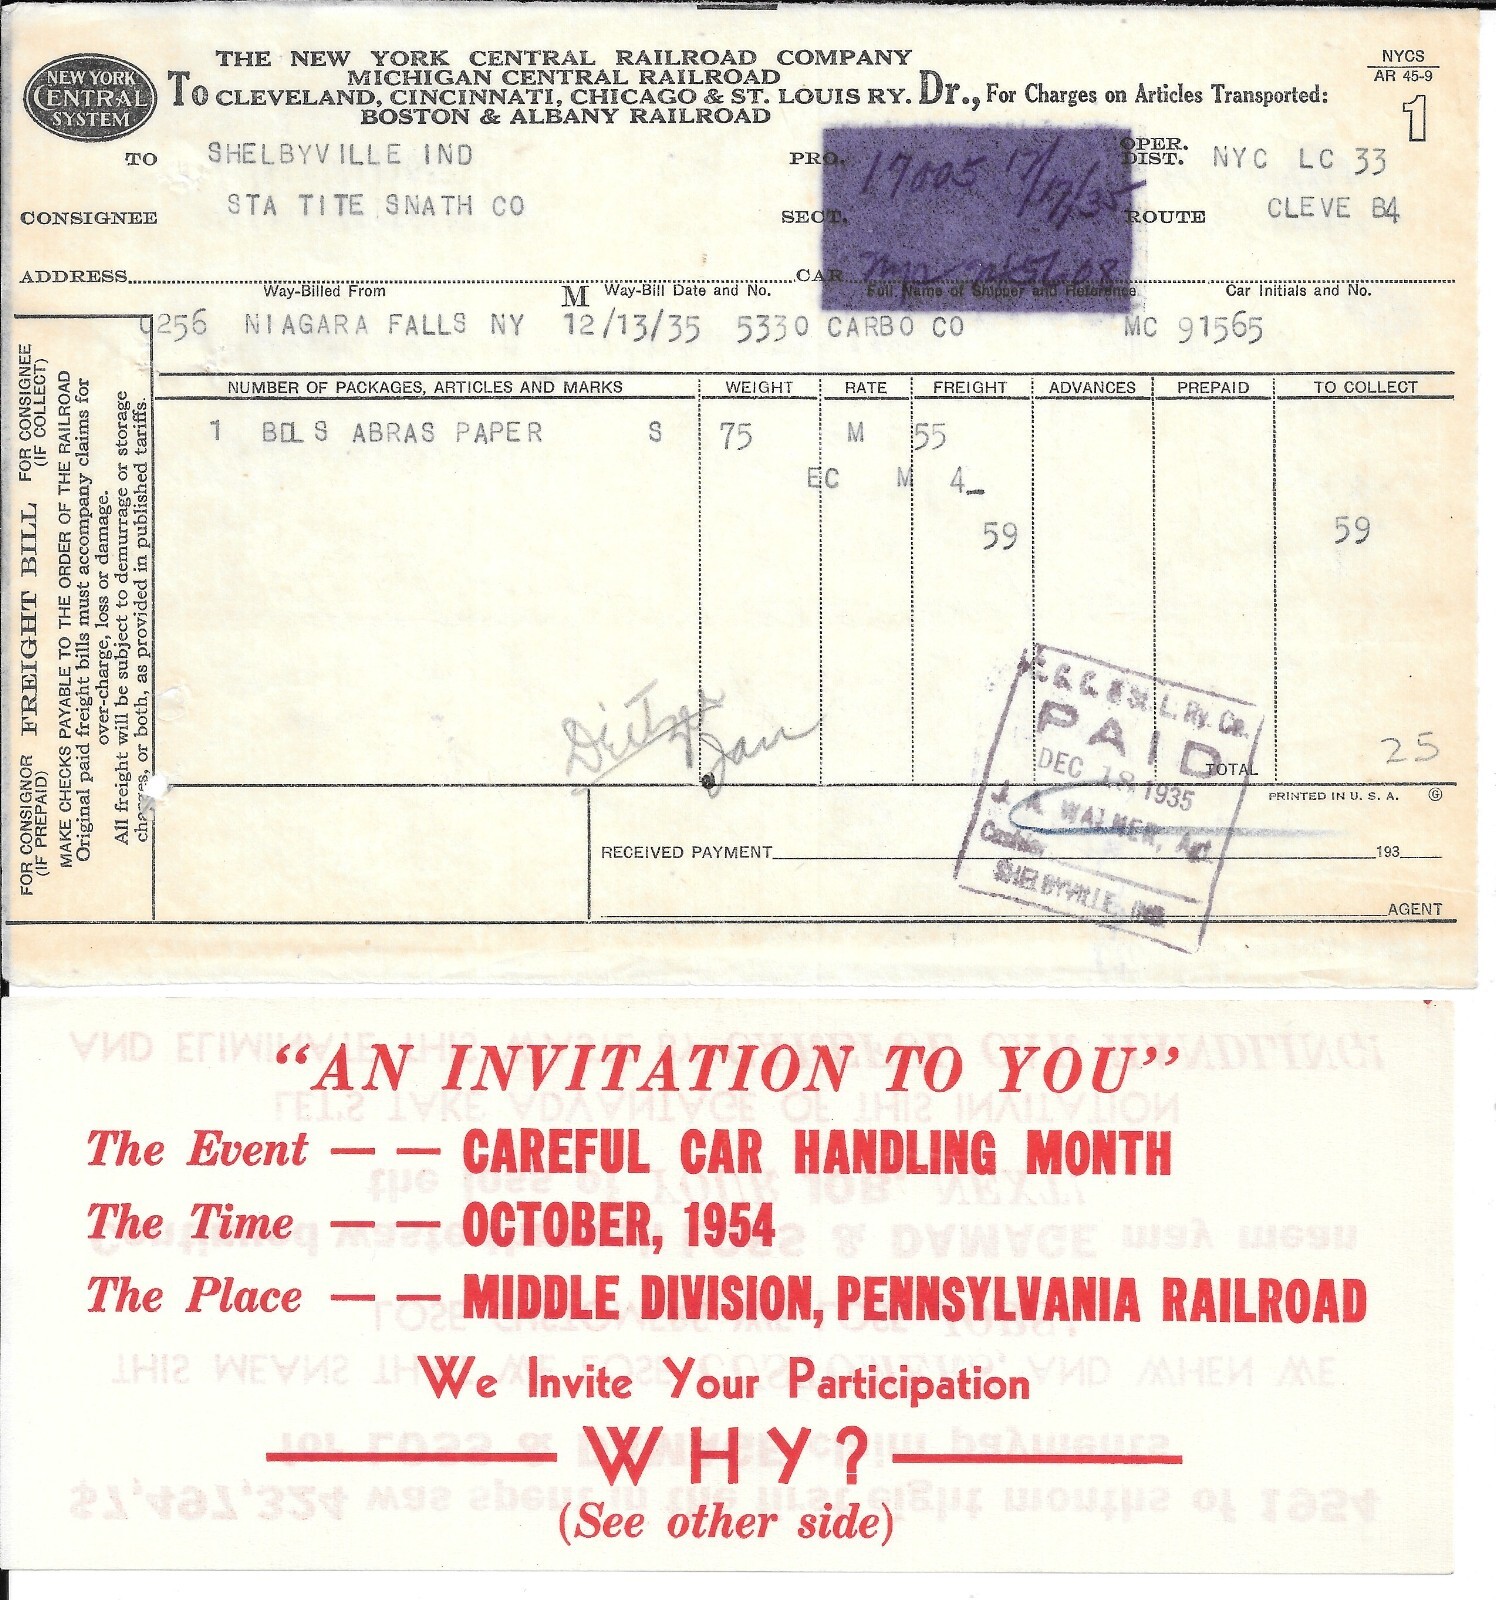 THE NEW YORK CENTRAL RAILROAD COMPANY
MICHIGAN CENTRAL RAILROAD
To CLEVELAND, CINCINNATI, CHICAGO & ST. LOUIS RY. Dr., For Charges on Articles Transported:
BOSTON & ALBANY RAILROAD
NEW YORK
CENTRAL
SYSTEM
NYCS
AR 45-9
1
TO SHELBYVILLE IND PRO. 17005 OPER. DIST. NYC LC 33
CONSIGNEE STA TITE SNATH CO SECT. ROUTE CLEVE B4
ADDRESS CAR
Way-Billed From M Way-Bill Date and No. Full Name of Shipper and Reference Car Initials and No.
256 NIAGARA FALLS NY 12/13/35 5330 CARBO CO MC 91565
NUMBER OF PACKAGES, ARTICLES AND MARKS WEIGHT RATE FREIGHT ADVANCES PREPAID TO COLLECT
1 BDLS ABRAS PAPER S 75 M 55
EC M 4
59 59
FOR CONSIGNOR (IF PREPAID) FREIGHT BILL FOR CONSIGNEE (IF COLLECT)
MAKE CHECKS PAYABLE TO THE ORDER OF THE RAILROAD
Original paid freight bills must accompany claims for
over-charge, loss or damage.
All freight will be subject to demurrage or storage
charges, or both, as provided in published tariffs.
C. C. C. & St. L. Ry. Co.
PAID
DEC 18 1935
J. A. WALKER, Agt.
Cashier
SHELBYVILLE, IND
TOTAL 25
PRINTED IN U. S. A. G
RECEIVED PAYMENT 193
AGENT
"AN INVITATION TO YOU"
The Event — — CAREFUL CAR HANDLING MONTH
The Time — — OCTOBER, 1954
The Place — — MIDDLE DIVISION, PENNSYLVANIA RAILROAD
We Invite Your Participation
WHY?
(See other side)